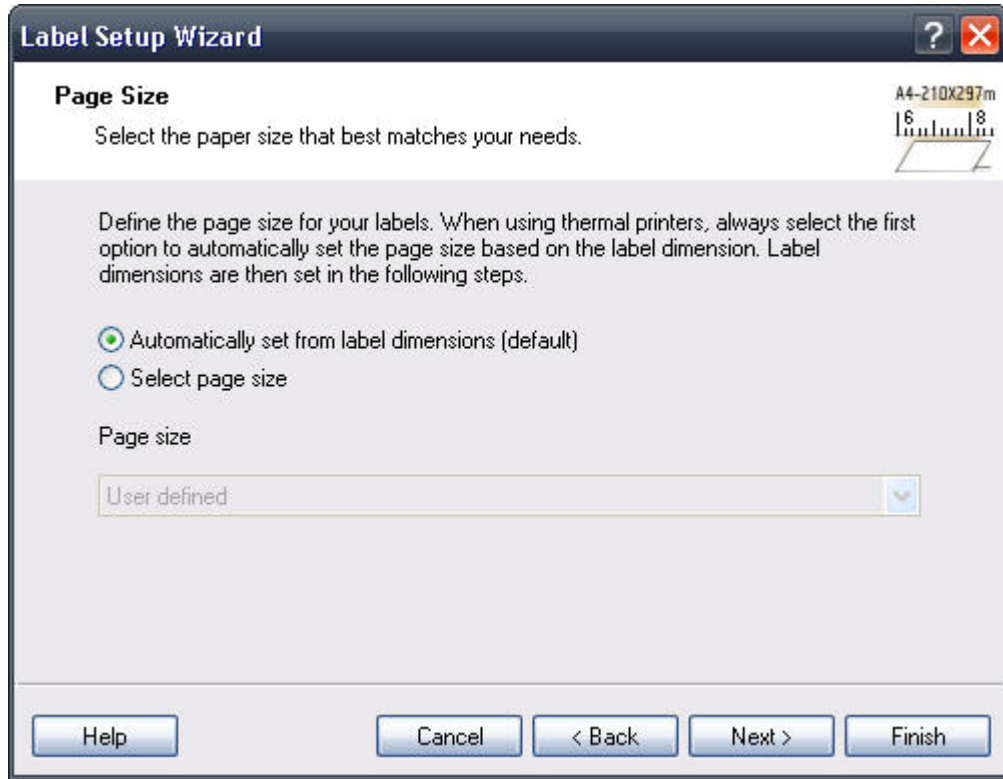 Label Setup Wizard
?
Page Size
Select the paper size that best matches your needs.
A4-210X297m
6 8
Define the page size for your labels. When using thermal printers, always select the first
option to automatically set the page size based on the label dimension. Label
dimensions are then set in the following steps.
Automatically set from label dimensions (default)
Select page size
Page size
User defined
Help
Cancel
< Back
Next >
Finish